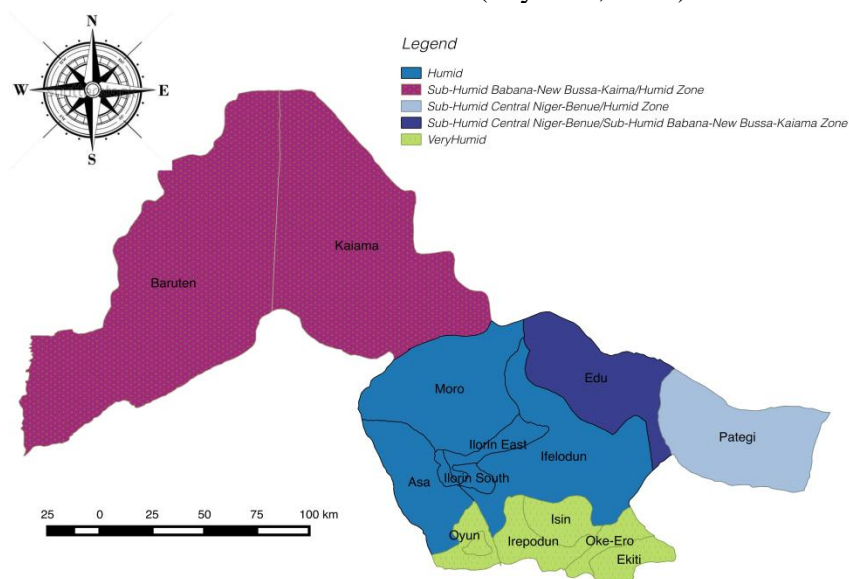 N
W
E
S
Legend
Humid
Sub-Humid Babana-New Bussa-Kaima/Humid Zone
Sub-Humid Central Niger-Benue/Humid Zone
Sub-Humid Central Niger-Benue/Sub-Humid Babana-New Bussa-Kaiama Zone
VeryHumid
Kaiama
Baruten
Edu
Moro
Pategi
Ilorin East
Ifelodun
Asa
Ilorin South
Isin
Oyun
Irepodun
Oke-Ero
Ekiti
25 0 25 50 75 100 km